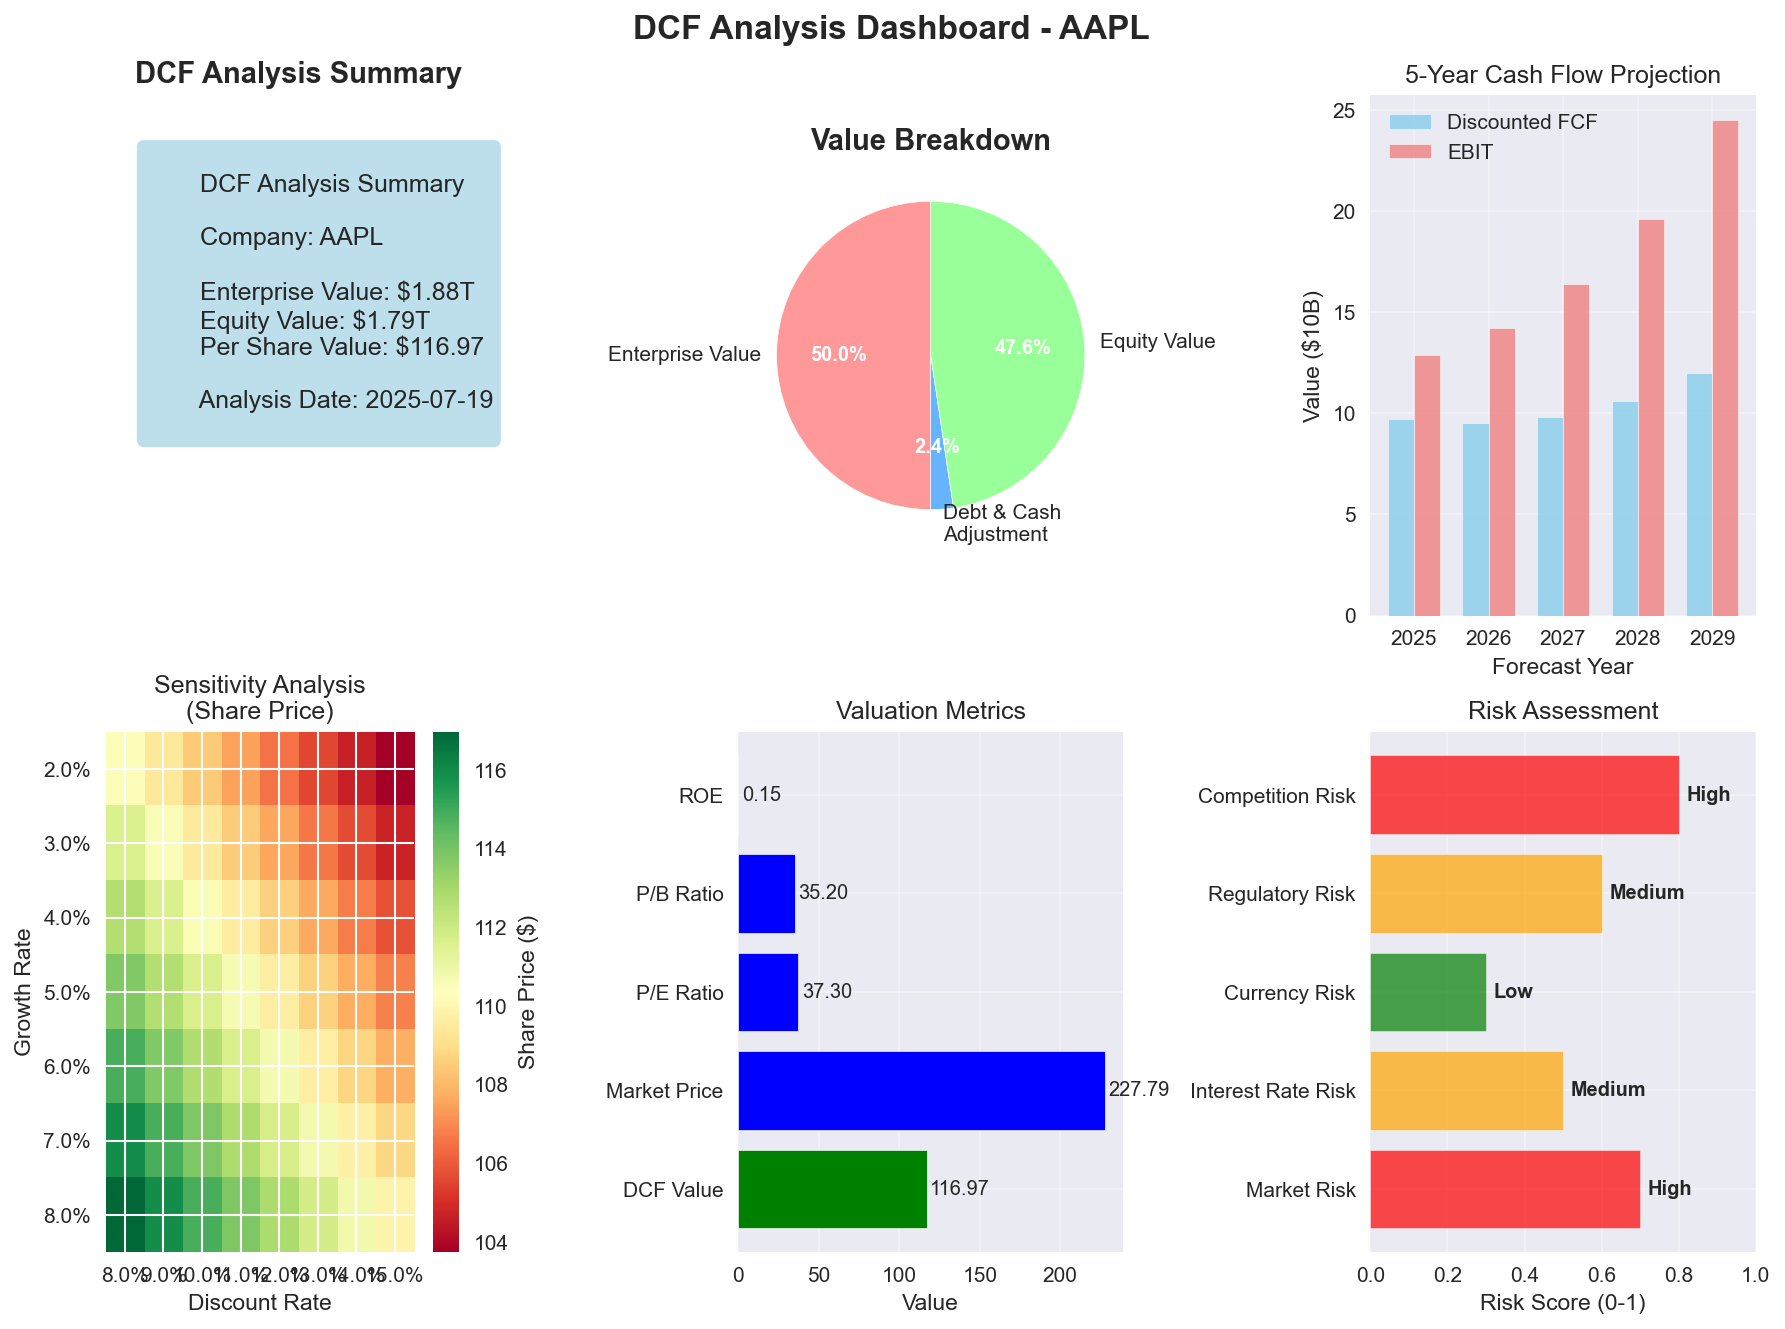 DCF Analysis Dashboard - AAPL
DCF Analysis Summary
DCF Analysis Summary
Company: AAPL
Enterprise Value: $1.88T
Equity Value: $1.79T
Per Share Value: $116.97
Analysis Date: 2025-07-19
Value Breakdown
Enterprise Value
50.0%
47.6%
Equity Value
2.4%
Debt & Cash
Adjustment
5-Year Cash Flow Projection
Discounted FCF
EBIT
Value ($10B)
25
20
15
10
5
0
2025 2026 2027 2028 2029
Forecast Year
Sensitivity Analysis
(Share Price)
Growth Rate
2.0%
3.0%
4.0%
5.0%
6.0%
7.0%
8.0%
8.0% 9.0% 10.0% 11.0% 12.0% 13.0% 14.0% 15.0%
Discount Rate
116
114
112
110
108
106
104
Share Price ($)
Valuation Metrics
ROE 0.15
P/B Ratio 35.20
P/E Ratio 37.30
Market Price 227.79
DCF Value 116.97
0 50 100 150 200
Value
Risk Assessment
Competition Risk High
Regulatory Risk Medium
Currency Risk Low
Interest Rate Risk Medium
Market Risk High
0.0 0.2 0.4 0.6 0.8 1.0
Risk Score (0-1)